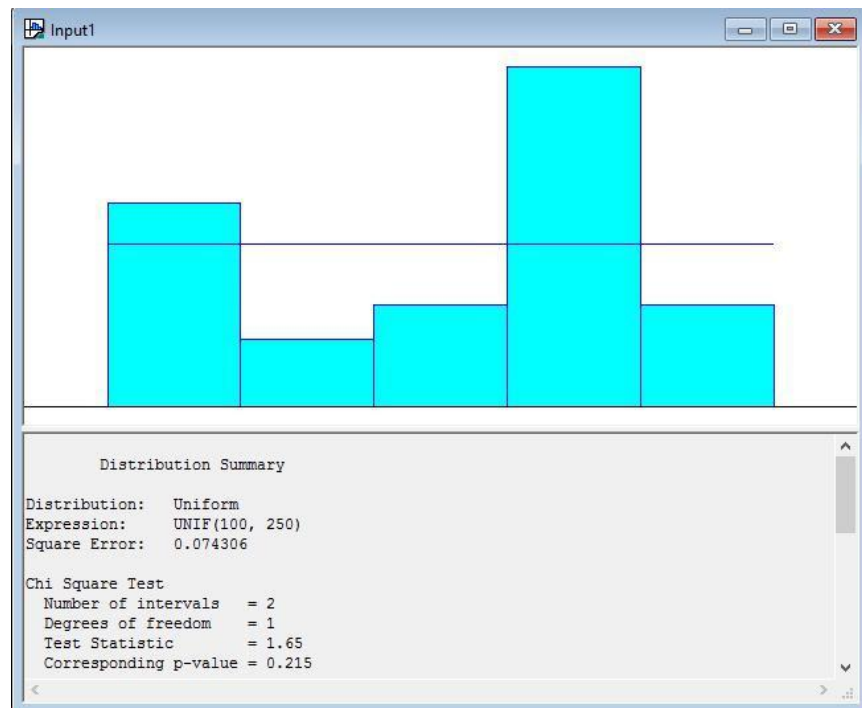 Input1
Distribution Summary
Distribution: Uniform
Expression: UNIF(100, 250)
Square Error: 0.074306
Chi Square Test
Number of intervals = 2
Degrees of freedom = 1
Test Statistic = 1.65
Corresponding p-value = 0.215